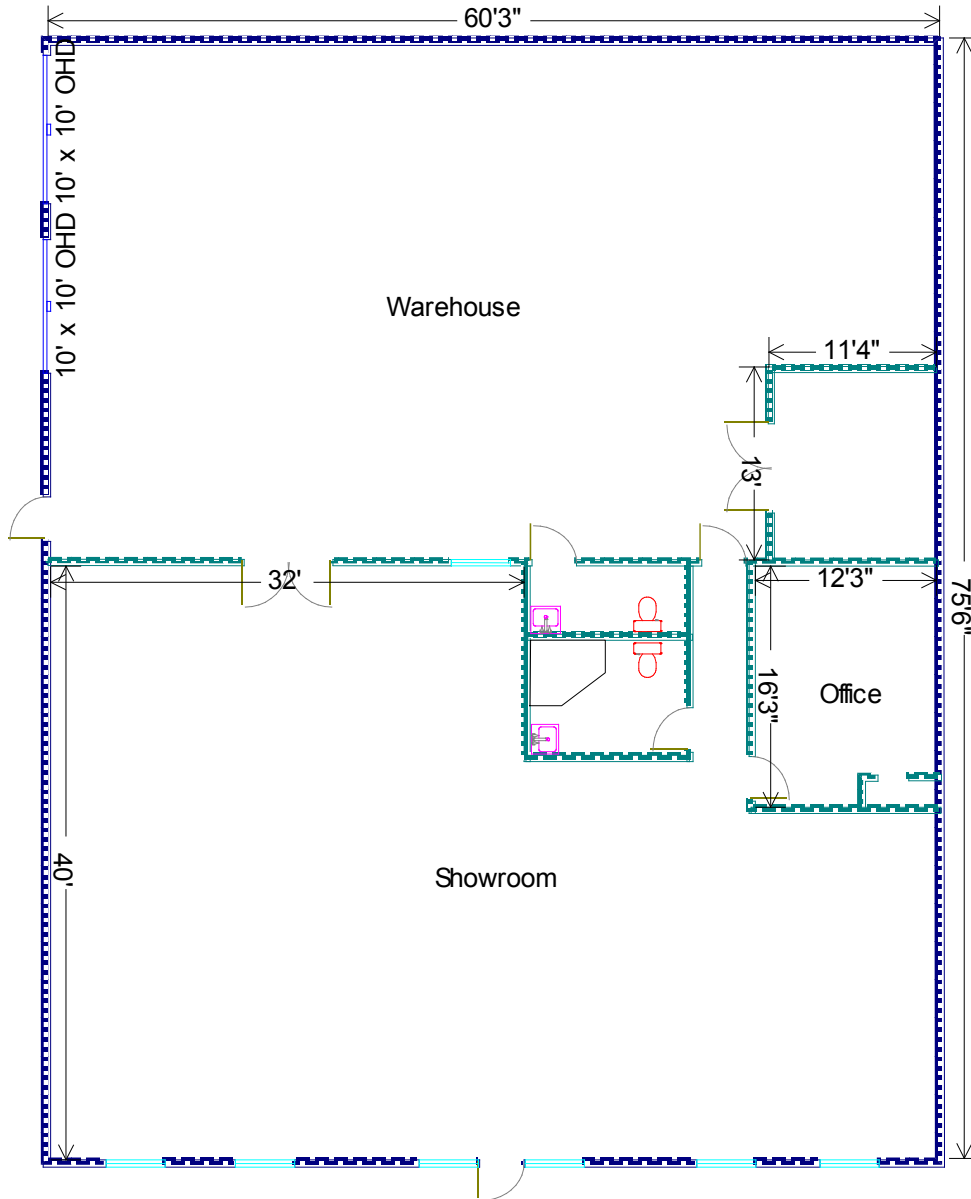 60'3"
10' x 10' OHD
10' x 10' OHD
Warehouse
11'4"
13'
32'
12'3"
75'6"
16'3"
Office
40'
Showroom